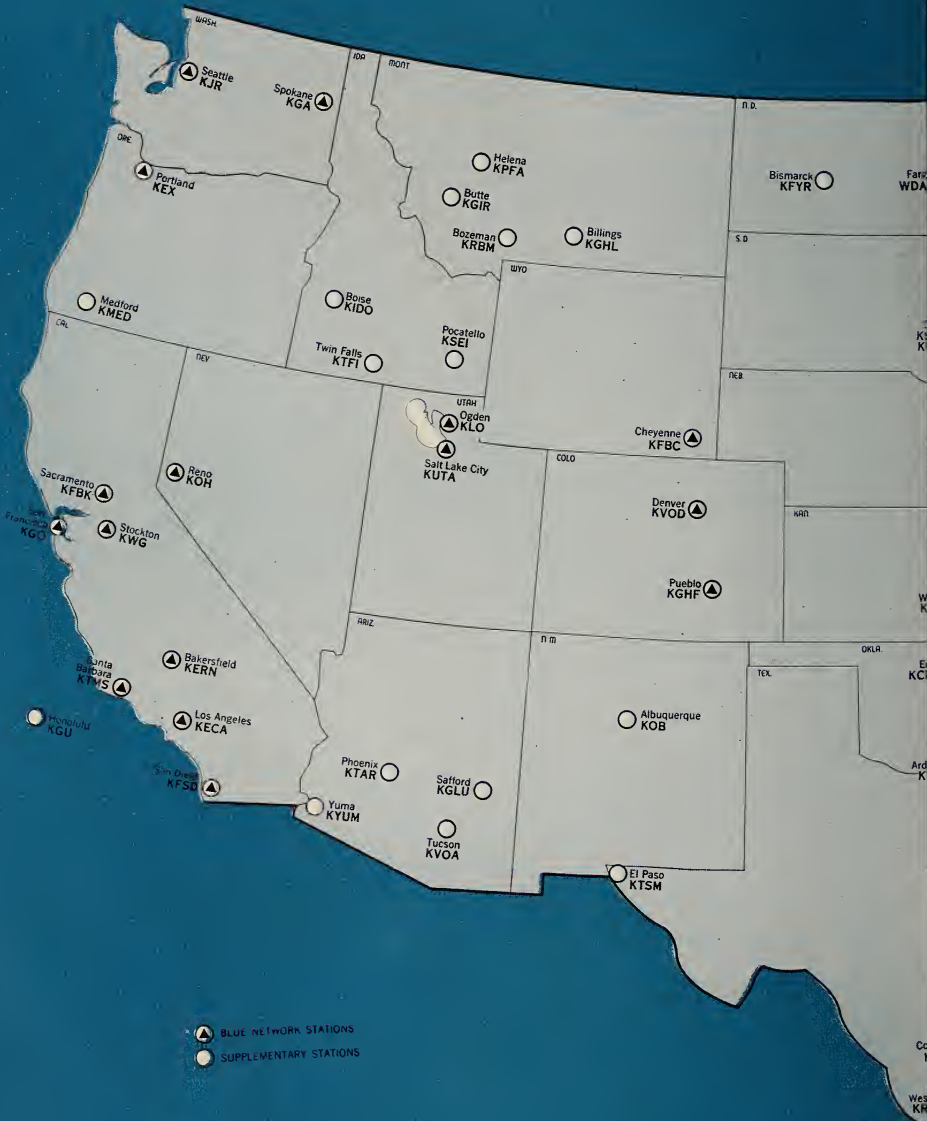 WASH.
IDA
MONT
N.D.
Seattle
KJR
Spokane
KGA
ORE.
Portland
KEX
Helena
KPFA
Butte
KGIR
Bozeman
KRBM
Billings
KGHL
Bismarck
KFYR
WDA
S.D
WYO
Medford
KMED
Boise
KIDO
Pocatello
KSEI
Twin Falls
KTFI
CAL
NEV
UTAH
Ogden
KLO
Salt Lake City
KUTA
NEB.
Cheyenne
KFBC
COLO
Denver
KVOD
KAN.
Pueblo
KGHF
Reno
KOH
Sacramento
KFBK
San
Francisco
KGO
Stockton
KWG
Bakersfield
KERN
Santa
Barbara
KTMS
Los Angeles
KECA
Honolulu
KGU
San Diego
KFSD
ARIZ.
N M
OKLA.
TEX.
Albuquerque
KOB
Phoenix
KTAR
Safford
KGLU
Yuma
KYUM
Tucson
KVOA
El Paso
KTSM
BLUE NETWORK STATIONS
SUPPLEMENTARY STATIONS